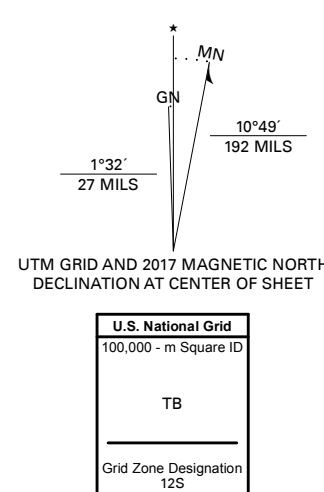 ★
MN
GN
10°49´
192 MILS
1°32´
27 MILS
UTM GRID AND 2017 MAGNETIC NORTH
DECLINATION AT CENTER OF SHEET
U.S. National Grid
100,000 - m Square ID
TB
Grid Zone Designation
12S